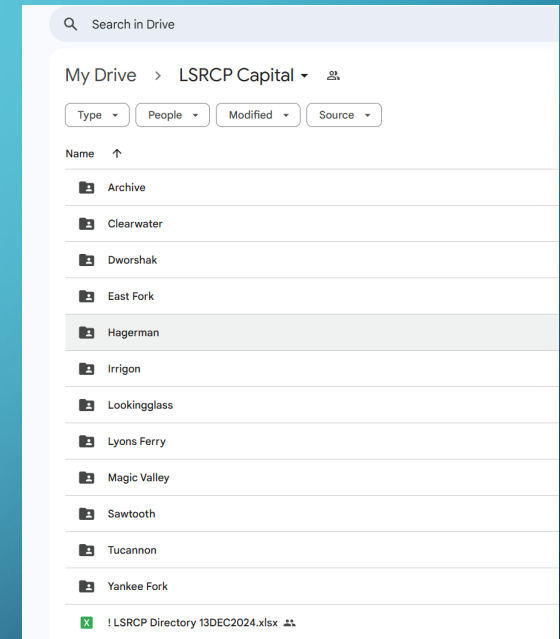 Search in Drive
My Drive > LSRCP Capital
Type People Modified Source
Name
Archive
Clearwater
Dworshak
East Fork
Hagerman
Irrigon
Lookingglass
Lyons Ferry
Magic Valley
Sawtooth
Tucannon
Yankee Fork
X ! LSRCP Directory 13DEC2024.xlsx